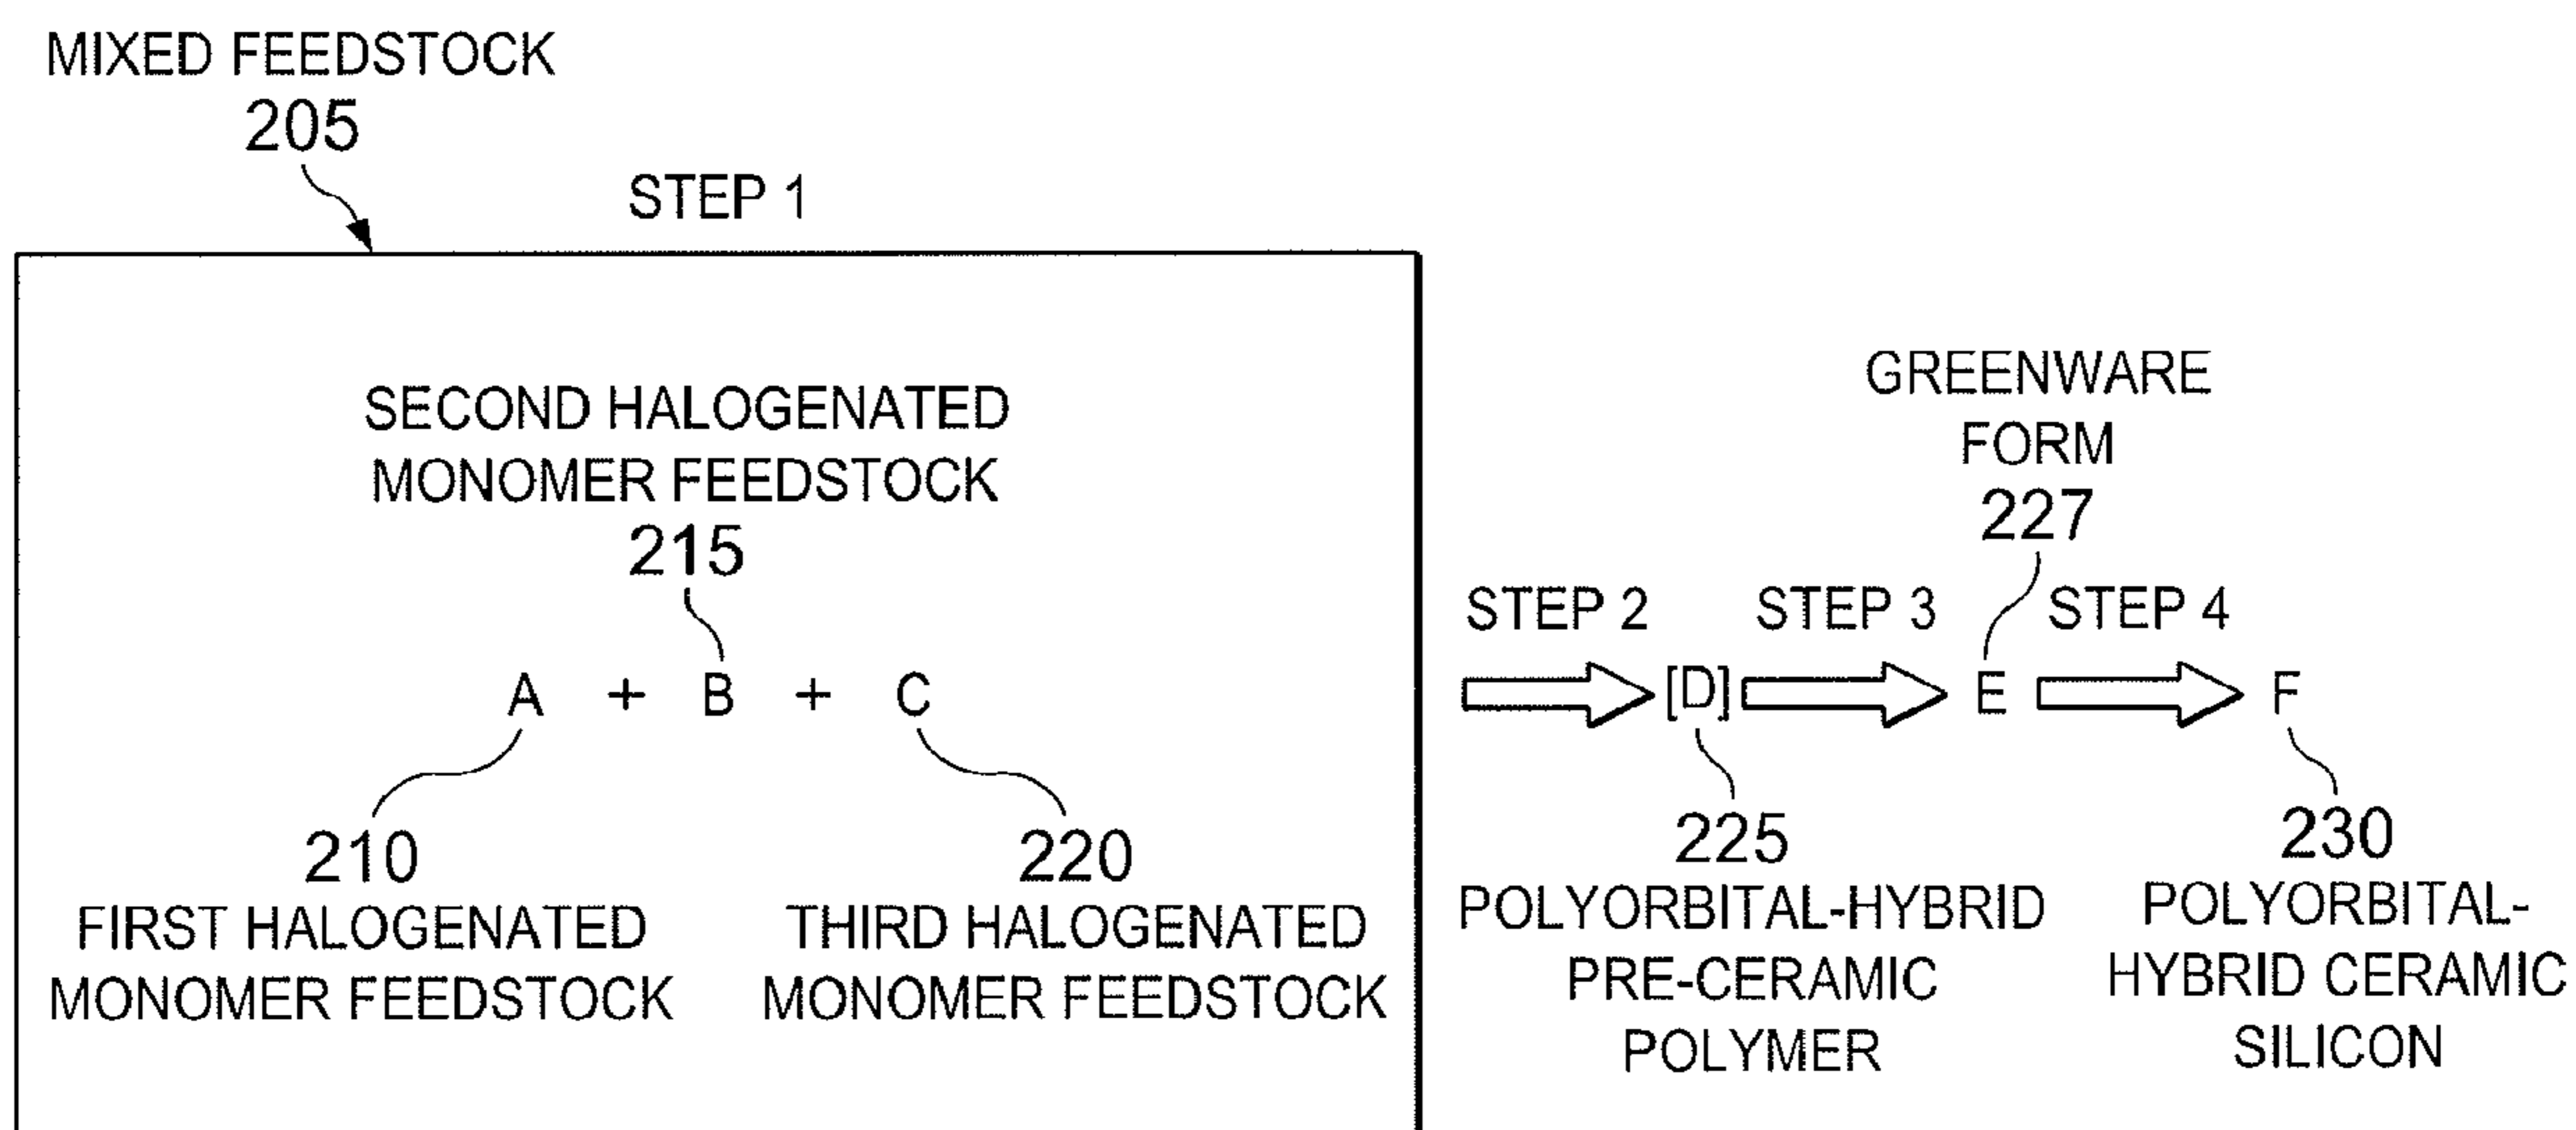 MIXED FEEDSTOCK
205
STEP 1
SECOND HALOGENATED
MONOMER FEEDSTOCK
215
A + B + C
210
FIRST HALOGENATED
MONOMER FEEDSTOCK
220
THIRD HALOGENATED
MONOMER FEEDSTOCK
STEP 2
[D]
225
POLYORBITAL-HYBRID
PRE-CERAMIC
POLYMER
STEP 3
GREENWARE
FORM
227
E
STEP 4
F
230
POLYORBITAL-
HYBRID CERAMIC
SILICON